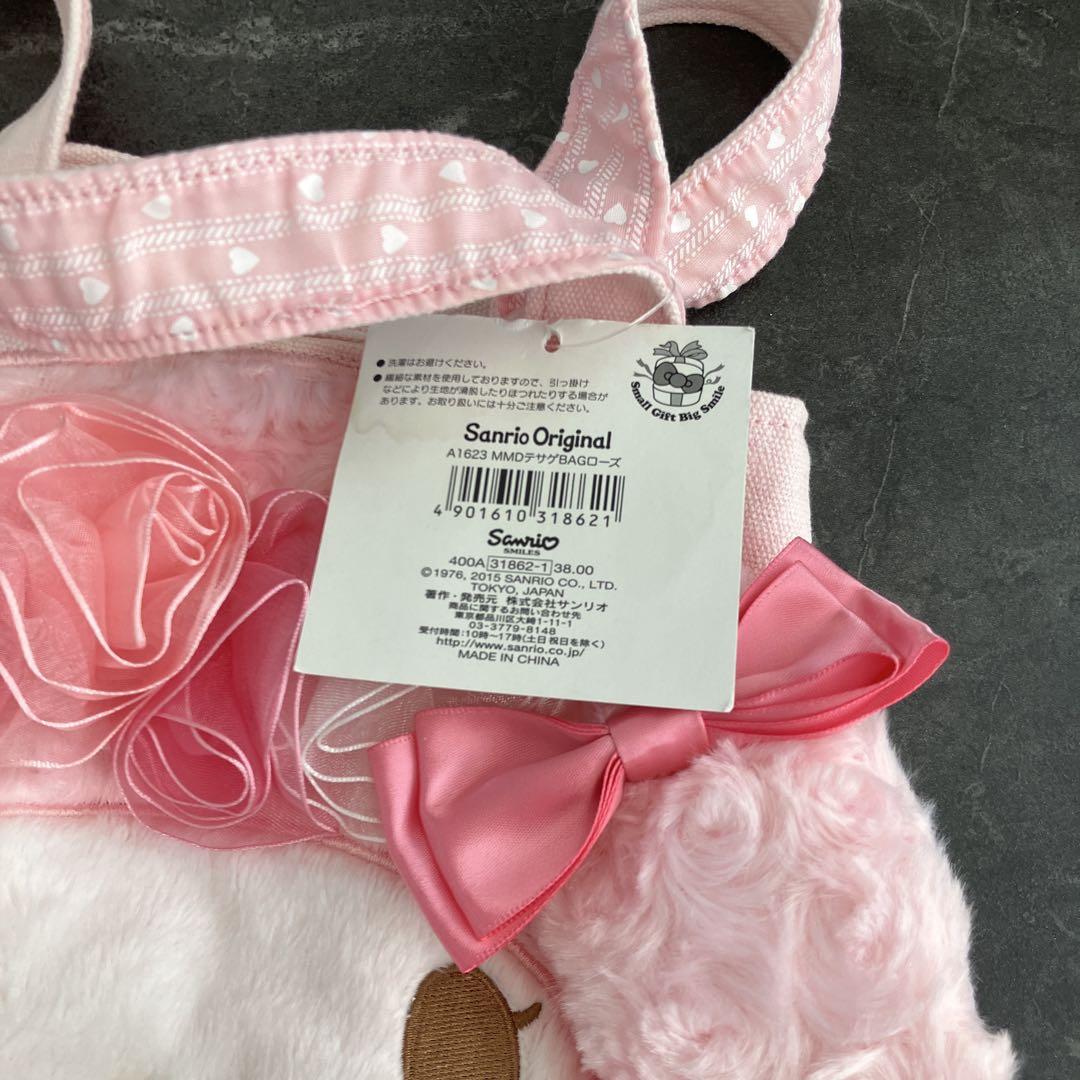 ● 洗濯はお避けください。
● 繊細な素材を使用しておりますので、引っ掛け
などにより生地が滑脱したりほつれたりする場合が
あります。お取り扱いには十分ご注意ください。
Small Gift Big Smile
Sanrio Original
A1623 MMDテサゲBAGローズ
4 901610 318621
Sanrio
SMILES
400A 31862-1 38.00
©1976, 2015 SANRIO CO., LTD.
TOKYO, JAPAN
著作・発売元 株式会社サンリオ
商品に関するお問い合わせ先
東京都品川区大崎1-11-1
03-3779-8148
受付時間:10時〜17時(土日祝日を除く)
http://www.sanrio.co.jp/
MADE IN CHINA